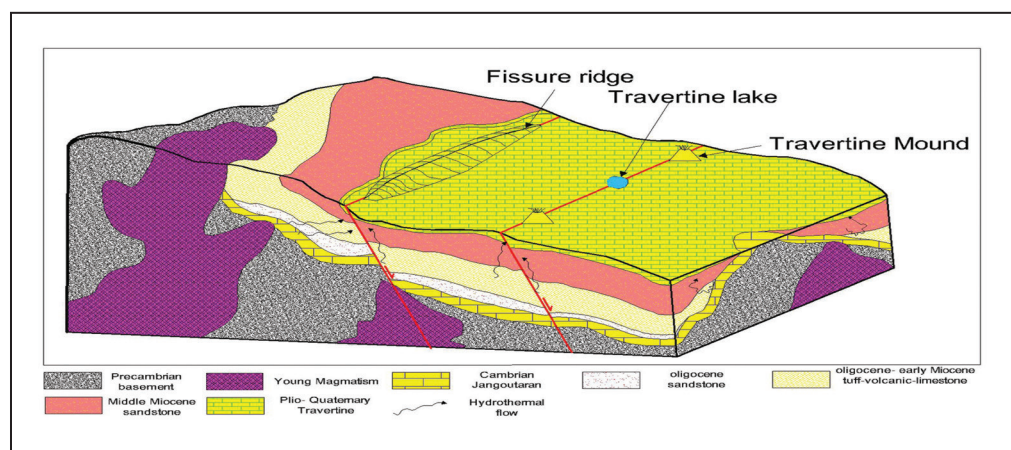 Fissure ridge
Travertine lake
Travertine Mound
Precambrian
basement
Young Magmatism
Cambrian
Jangoutaran
oligocene
sandstone
oligocene- early Miocene
tuff-volcanic-limestone
Middle Miocene
sandstone
Plio- Quaternary
Travertine
Hydrothermal
flow